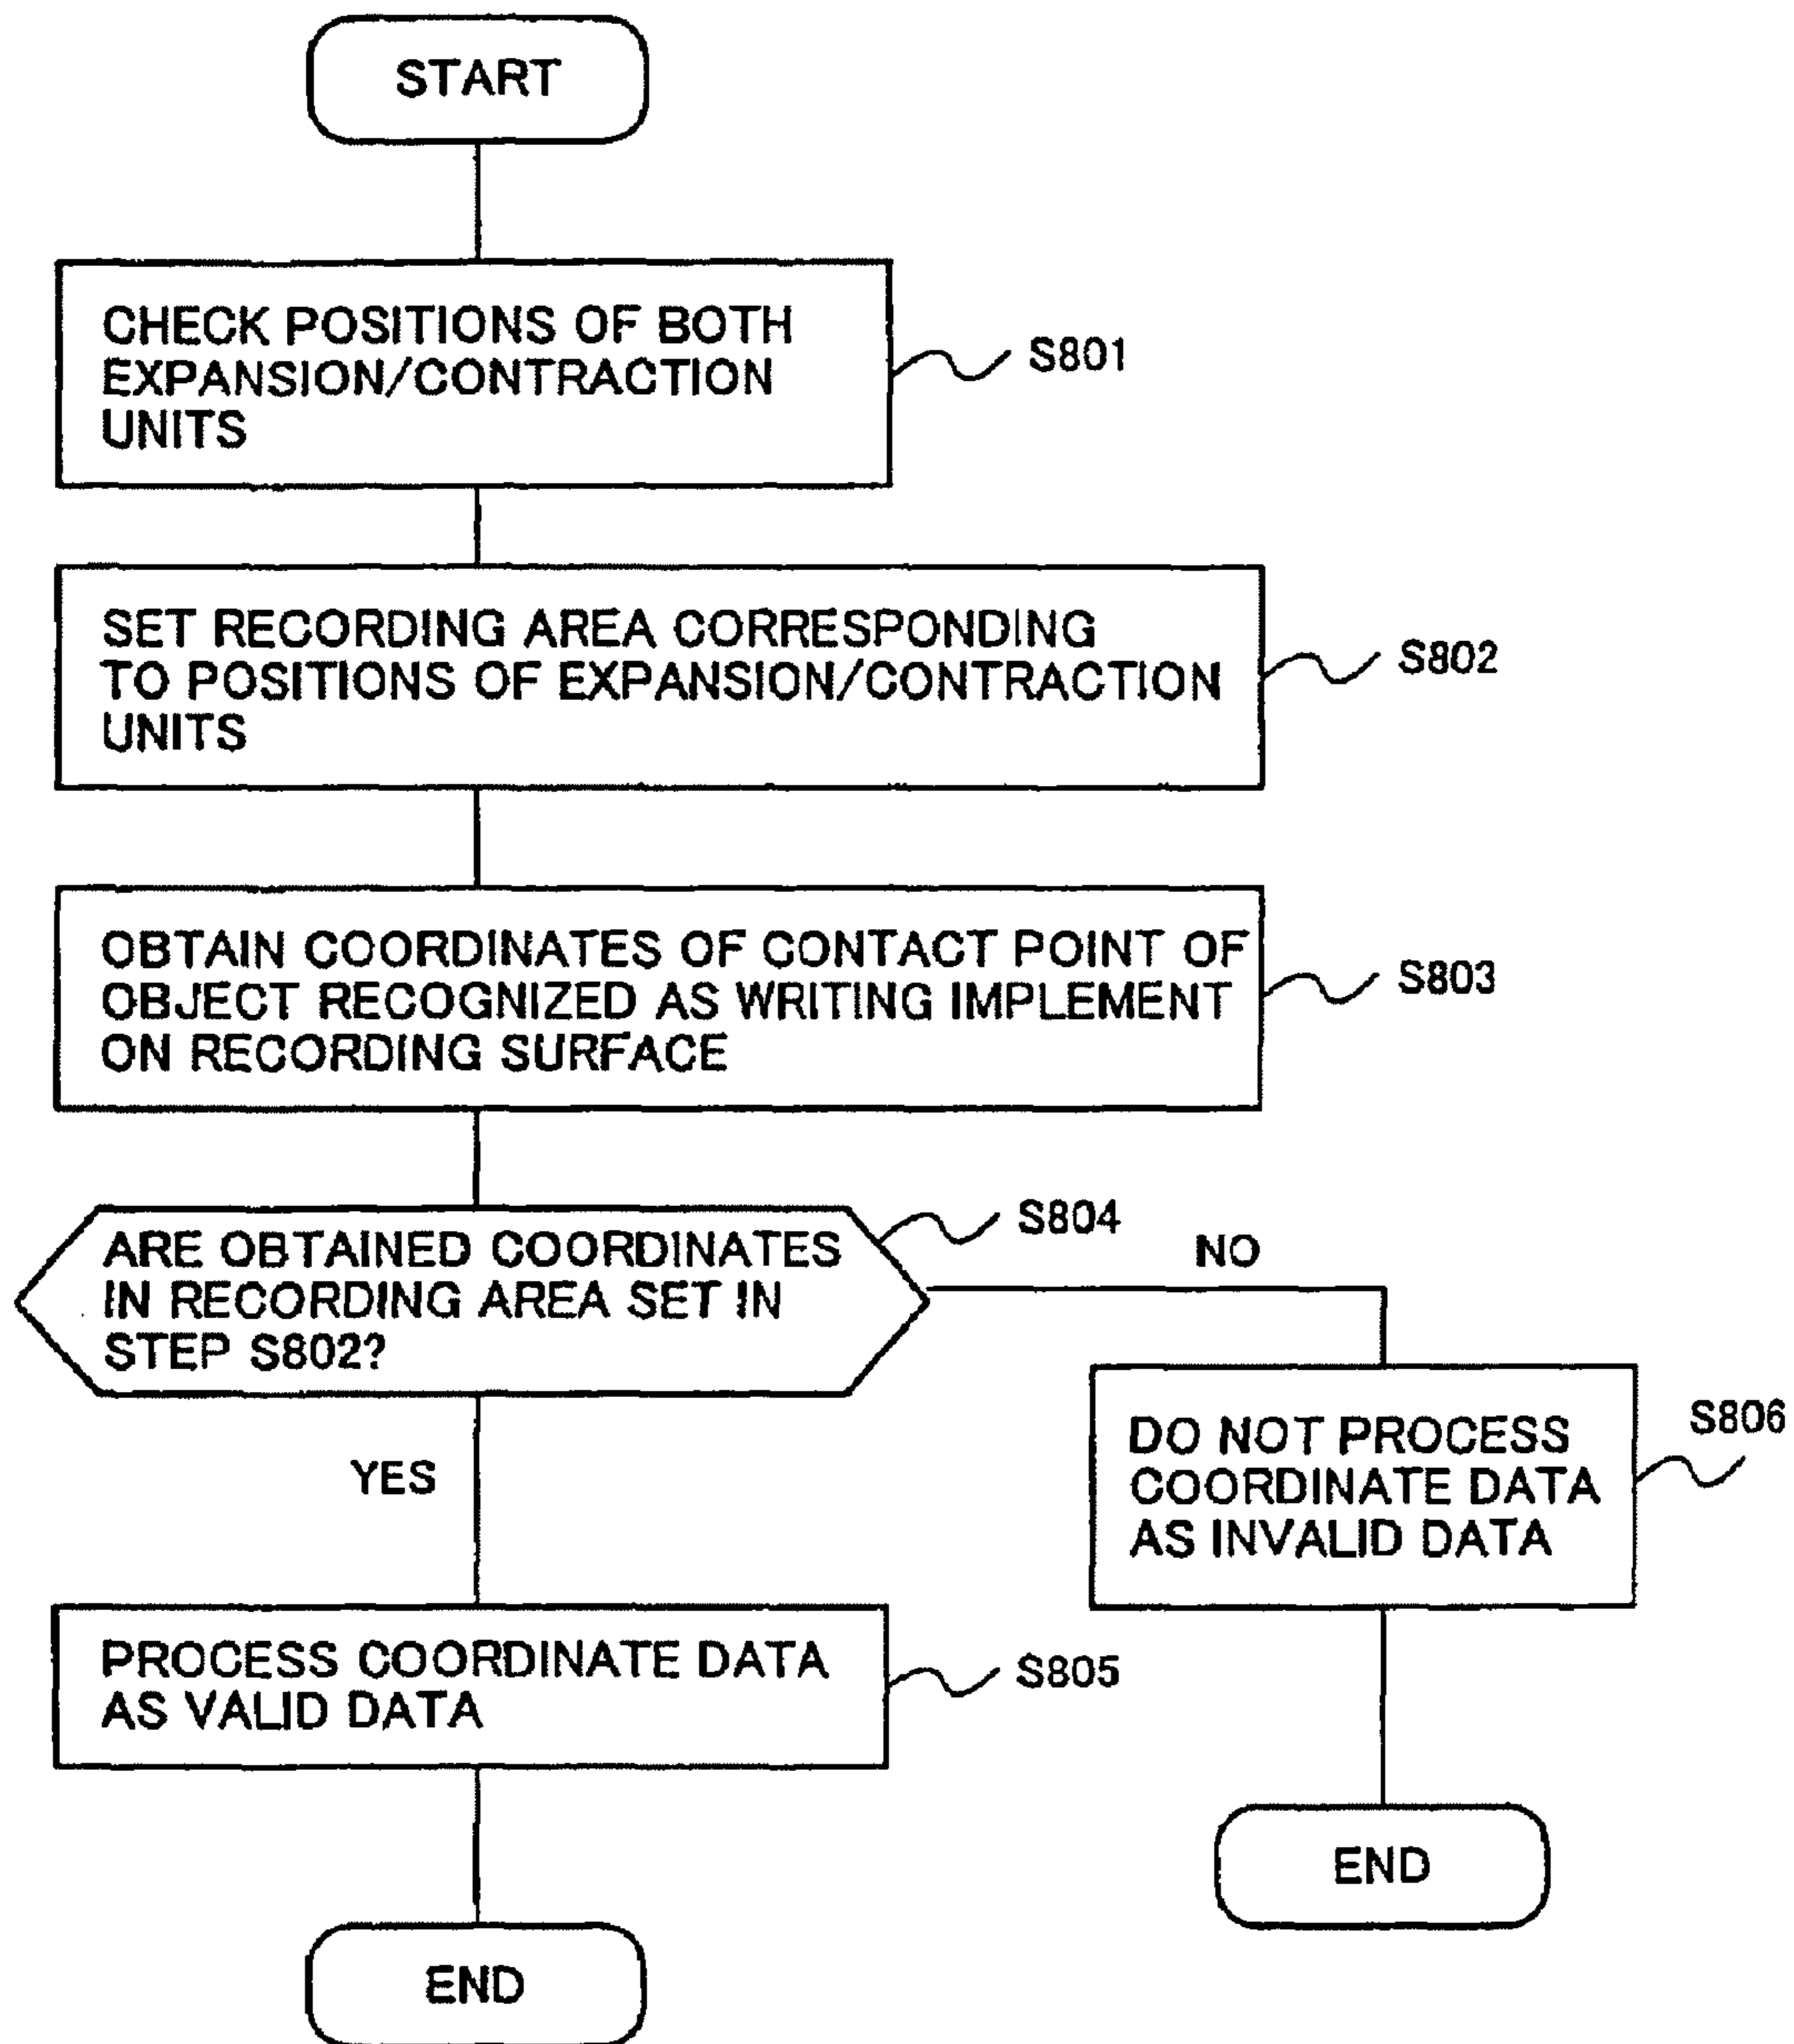 START
CHECK POSITIONS OF BOTH
EXPANSION/CONTRACTION
UNITS
S801
SET RECORDING AREA CORRESPONDING
TO POSITIONS OF EXPANSION/CONTRACTION
UNITS
S802
OBTAIN COORDINATES OF CONTACT POINT OF
OBJECT RECOGNIZED AS WRITING IMPLEMENT
ON RECORDING SURFACE
S803
ARE OBTAINED COORDINATES
IN RECORDING AREA SET IN
STEP S802?
S804
NO
YES
DO NOT PROCESS
COORDINATE DATA
AS INVALID DATA
S806
PROCESS COORDINATE DATA
AS VALID DATA
S805
END
END